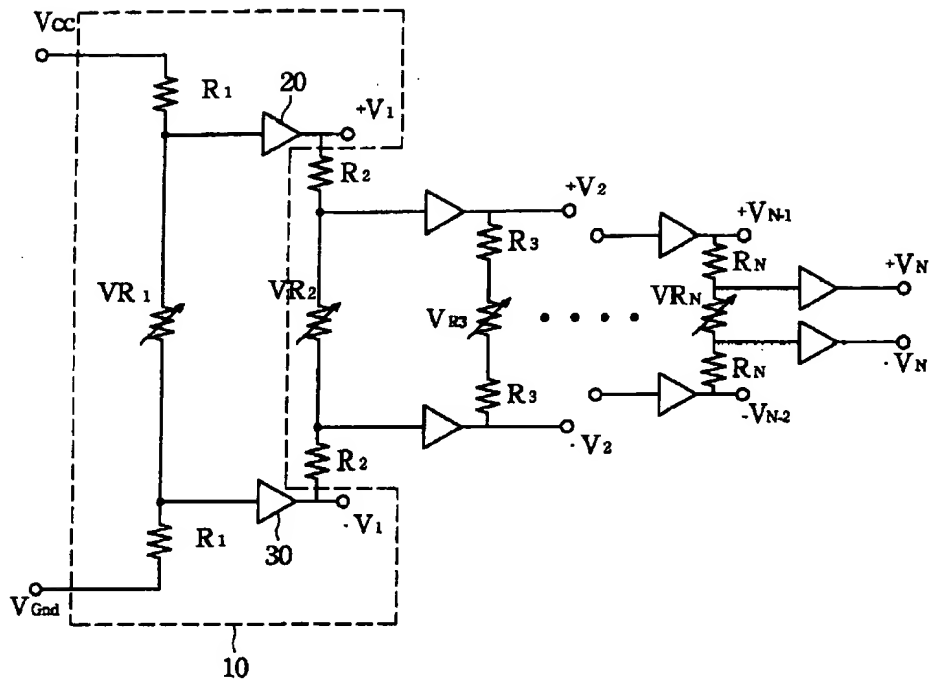 VCC
R1
20
+V1
R2
+V2
+VN-1
R3
RN
+VN
VR1
VR2
VR3
VRN
-VN
R3
RN
-VN-2
-V2
R2
R1
30
-V1
VGnd
10